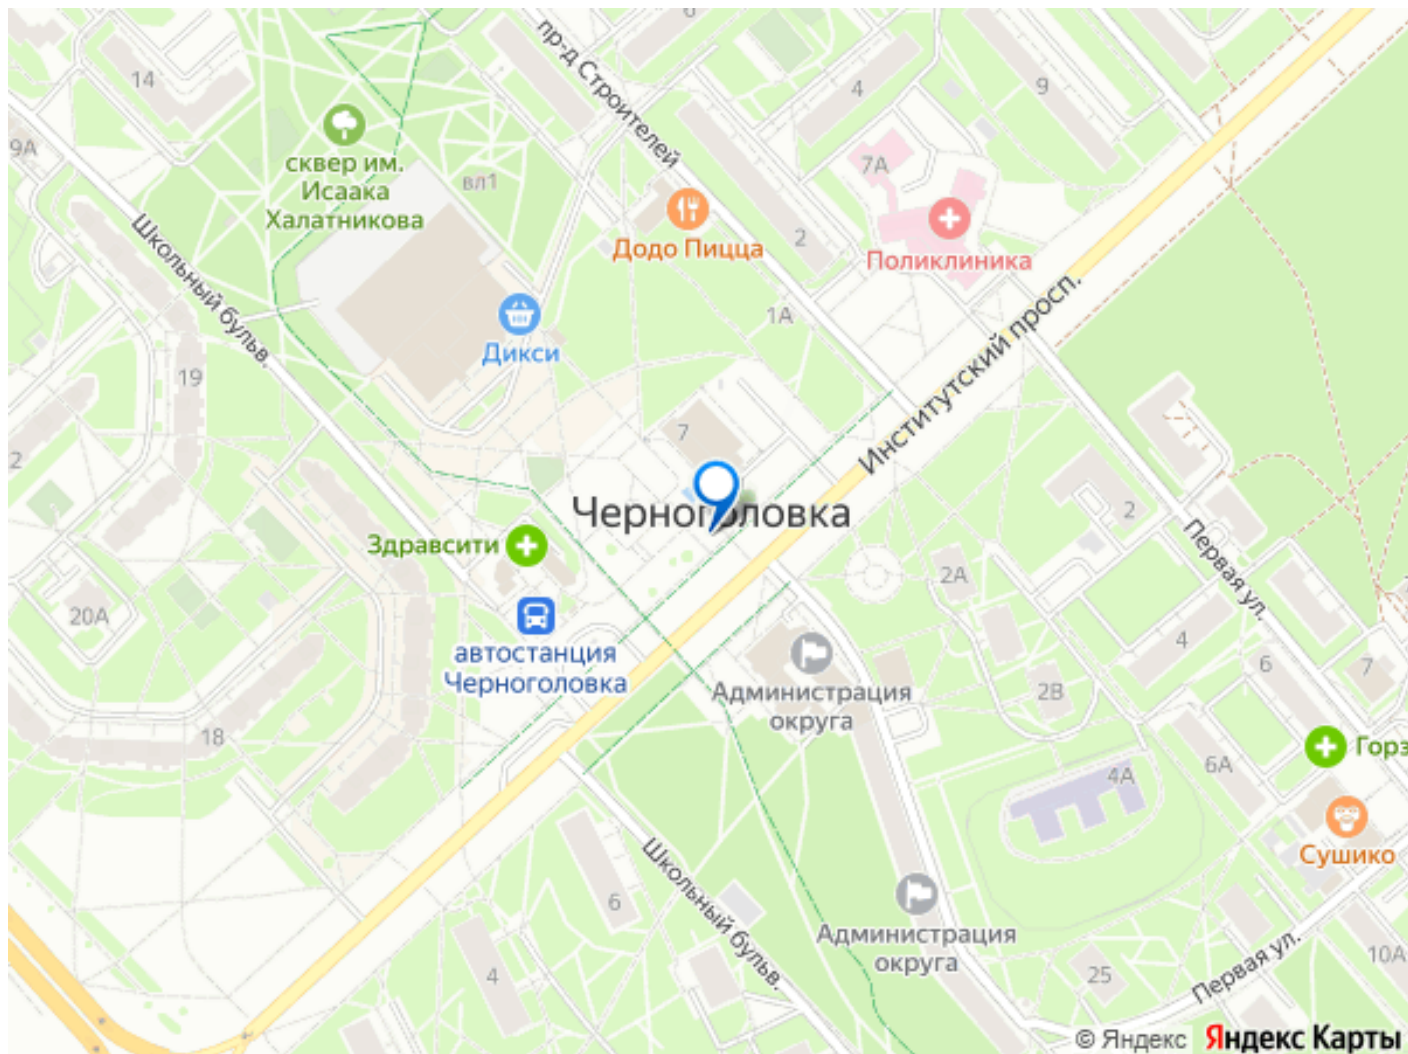 6
пр-д Строителей
14
4
9
9А
сквер им.
Исаака
Халатникова
вл1
7А
Додо Пицца
2
Поликлиника
Школьный бульв.
1А
Институтский просп.
Дикси
19
7
2
Черноголовка
2
Здравсити
Первая ул.
2А
20А
автостанция
Черноголовка
4
6
7
Администрация
округа
2В
18
Горз
6А
4А
Сушико
Школьный бульв.
6
Администрация
округа
4
25
Первая ул.
10А
© Яндекс Яндекс Карты